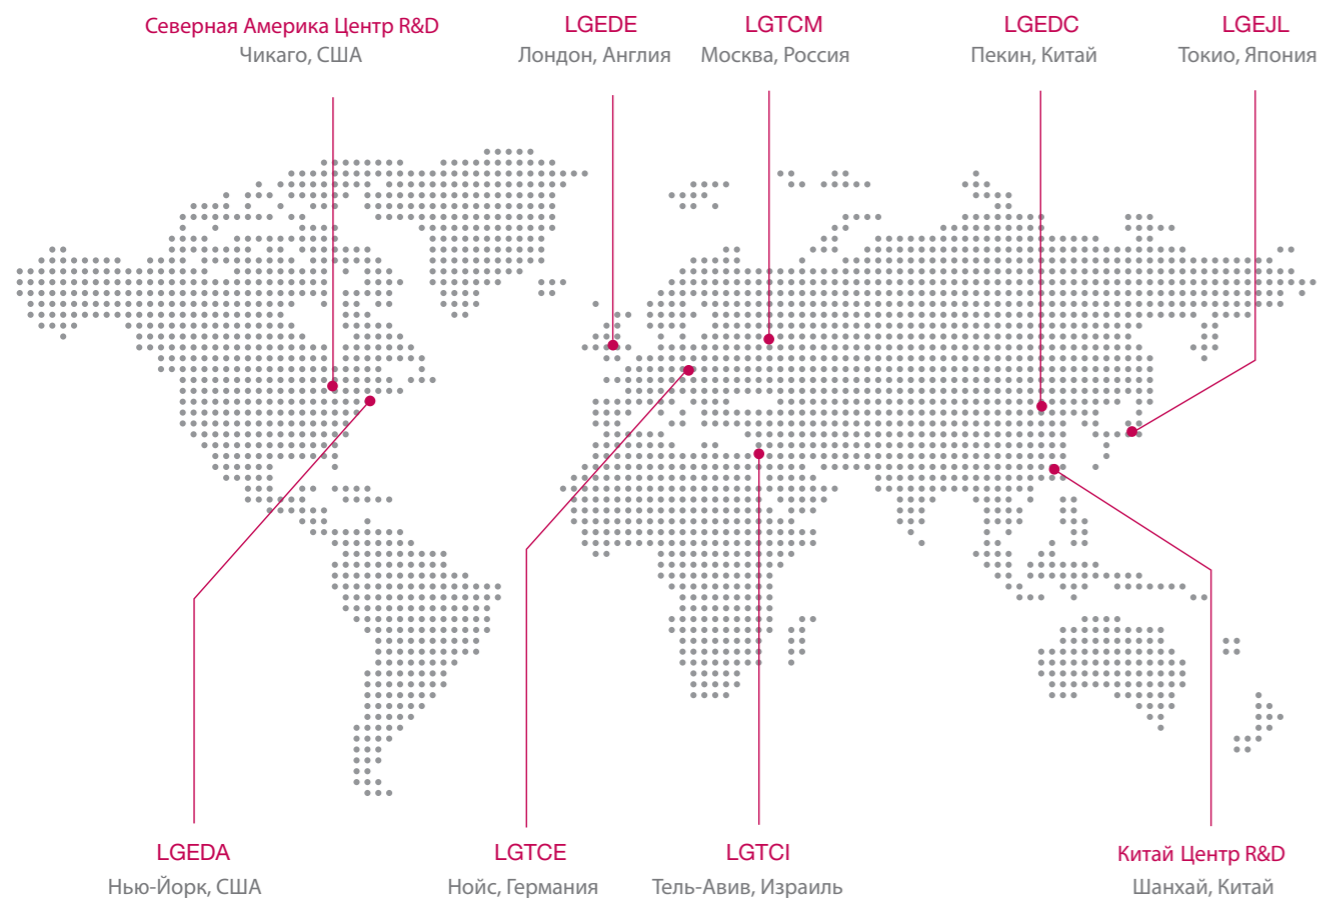 Северная Америка Центр R&D
Чикаго, США
LGEDE
Лондон, Англия
LGTCM
Москва, Россия
LGEDC
Пекин, Китай
LGEJL
Токио, Япония
LGEDA
Нью-Йорк, США
LGTCE
Нойс, Германия
LGTCI
Тель-Авив, Израиль
Китай Центр R&D
Шанхай, Китай